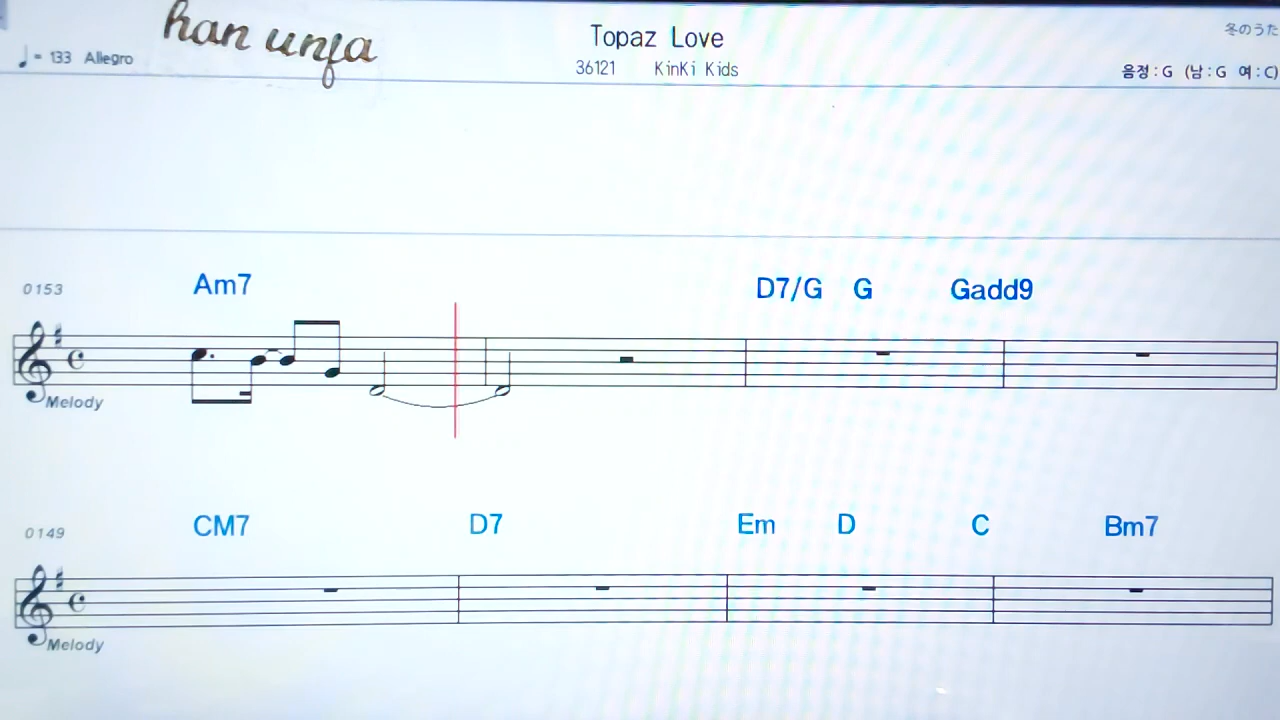 han unfa
Topaz Love
冬のうた
♩= 133 Allegro
36121 KinKi Kids
음정 : G (남 : G 여 : C)
0153
Am7 D7/G G Gadd9
Melody
0149
CM7 D7 Em D C Bm7
Melody